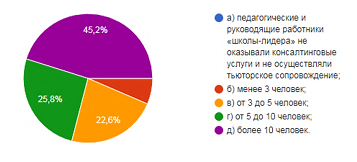 45,2%
25,8%
22,6%
а) педагогические и
руководящие работники
«школы-лидера» не
оказывали консалтинговые
услуги и не осуществляли
тьюторское сопровождение;
б) менее 3 человек;
в) от 3 до 5 человек;
г) от 5 до 10 человек;
д) более 10 человек.